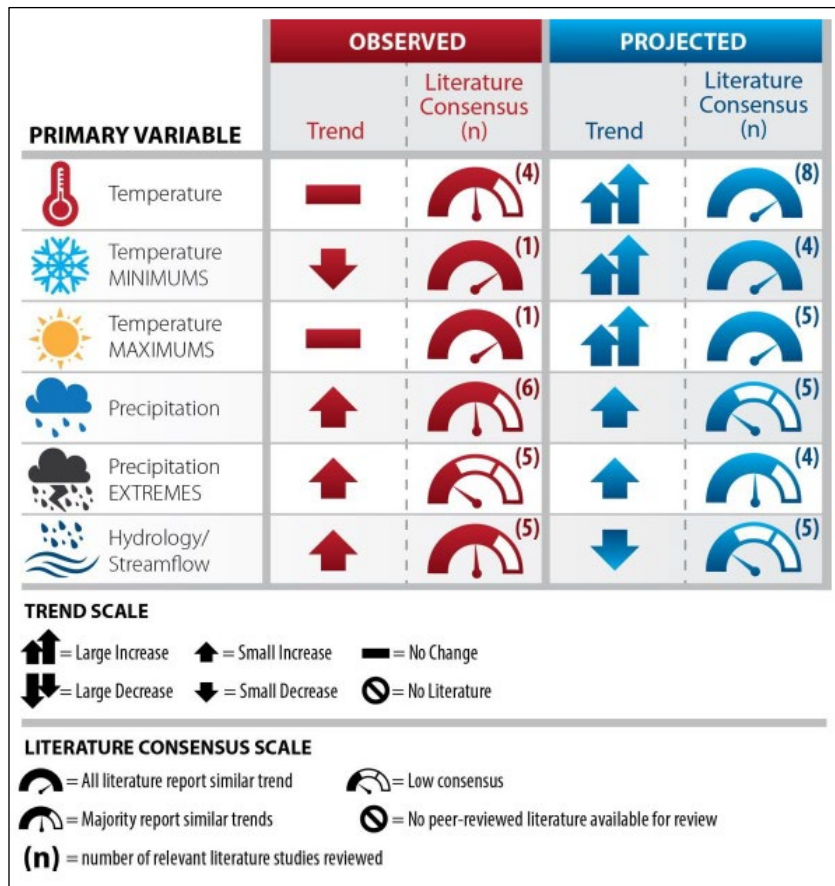 OBSERVED PROJECTED
PRIMARY VARIABLE Trend Literature Consensus (n) Trend Literature Consensus (n)
Temperature (4) (8)
Temperature MINIMUMS (1) (4)
Temperature MAXIMUMS (1) (5)
Precipitation (6) (5)
Precipitation EXTREMES (5) (4)
Hydrology/ Streamflow (5) (5)
TREND SCALE
= Large Increase = Small Increase = No Change
= Large Decrease = Small Decrease = No Literature
LITERATURE CONSENSUS SCALE
= All literature report similar trend = Low consensus
= Majority report similar trends = No peer-reviewed literature available for review
(n) = number of relevant literature studies reviewed